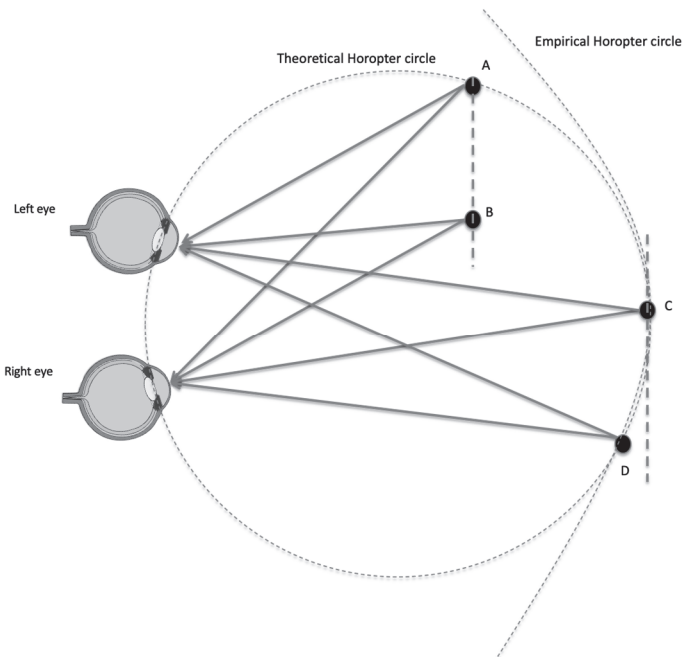 Empirical Horopter circle
Theoretical Horopter circle
A
Left eye
B
C
Right eye
D